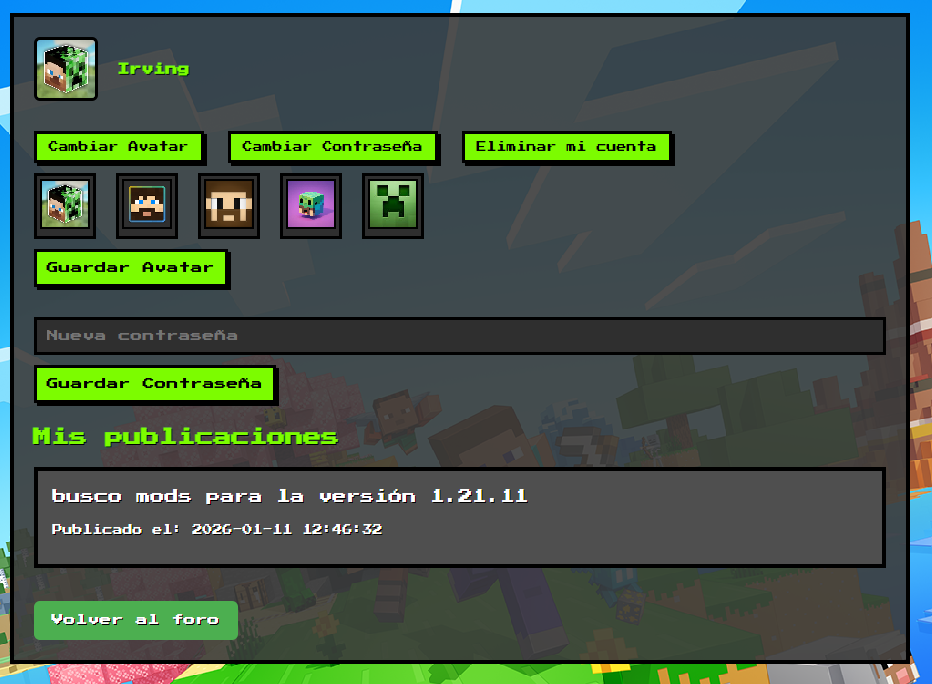 Irving
Cambiar Avatar Cambiar Contraseña Eliminar mi cuenta
Guardar Avatar
Nueva contraseña
Guardar Contraseña
Mis publicaciones
busco mods para la versión 1.21.11
Publicado el: 2026-01-11 12:46:32
Volver al foro